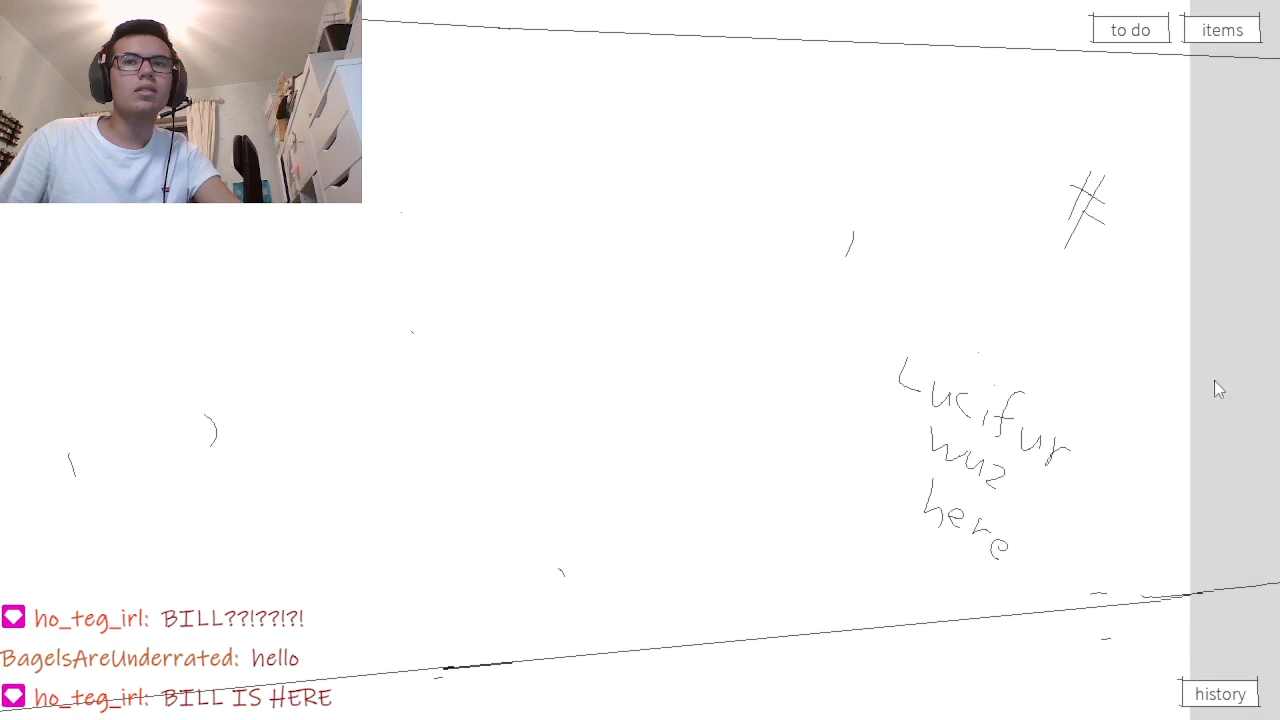 to do
items
#
Lucifur
wuz
here
ho_teg_irl: BILL??!??!?!
BagelsAreUnderrated: hello
ho_teg_irl: BILL IS HERE
history